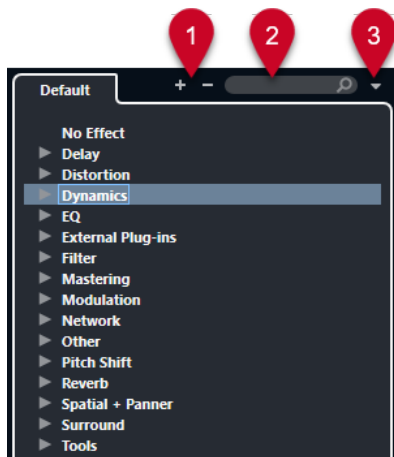 1 2 3
Default + −
No Effect
Delay
Distortion
Dynamics
EQ
External Plug-ins
Filter
Mastering
Modulation
Network
Other
Pitch Shift
Reverb
Spatial + Panner
Surround
Tools